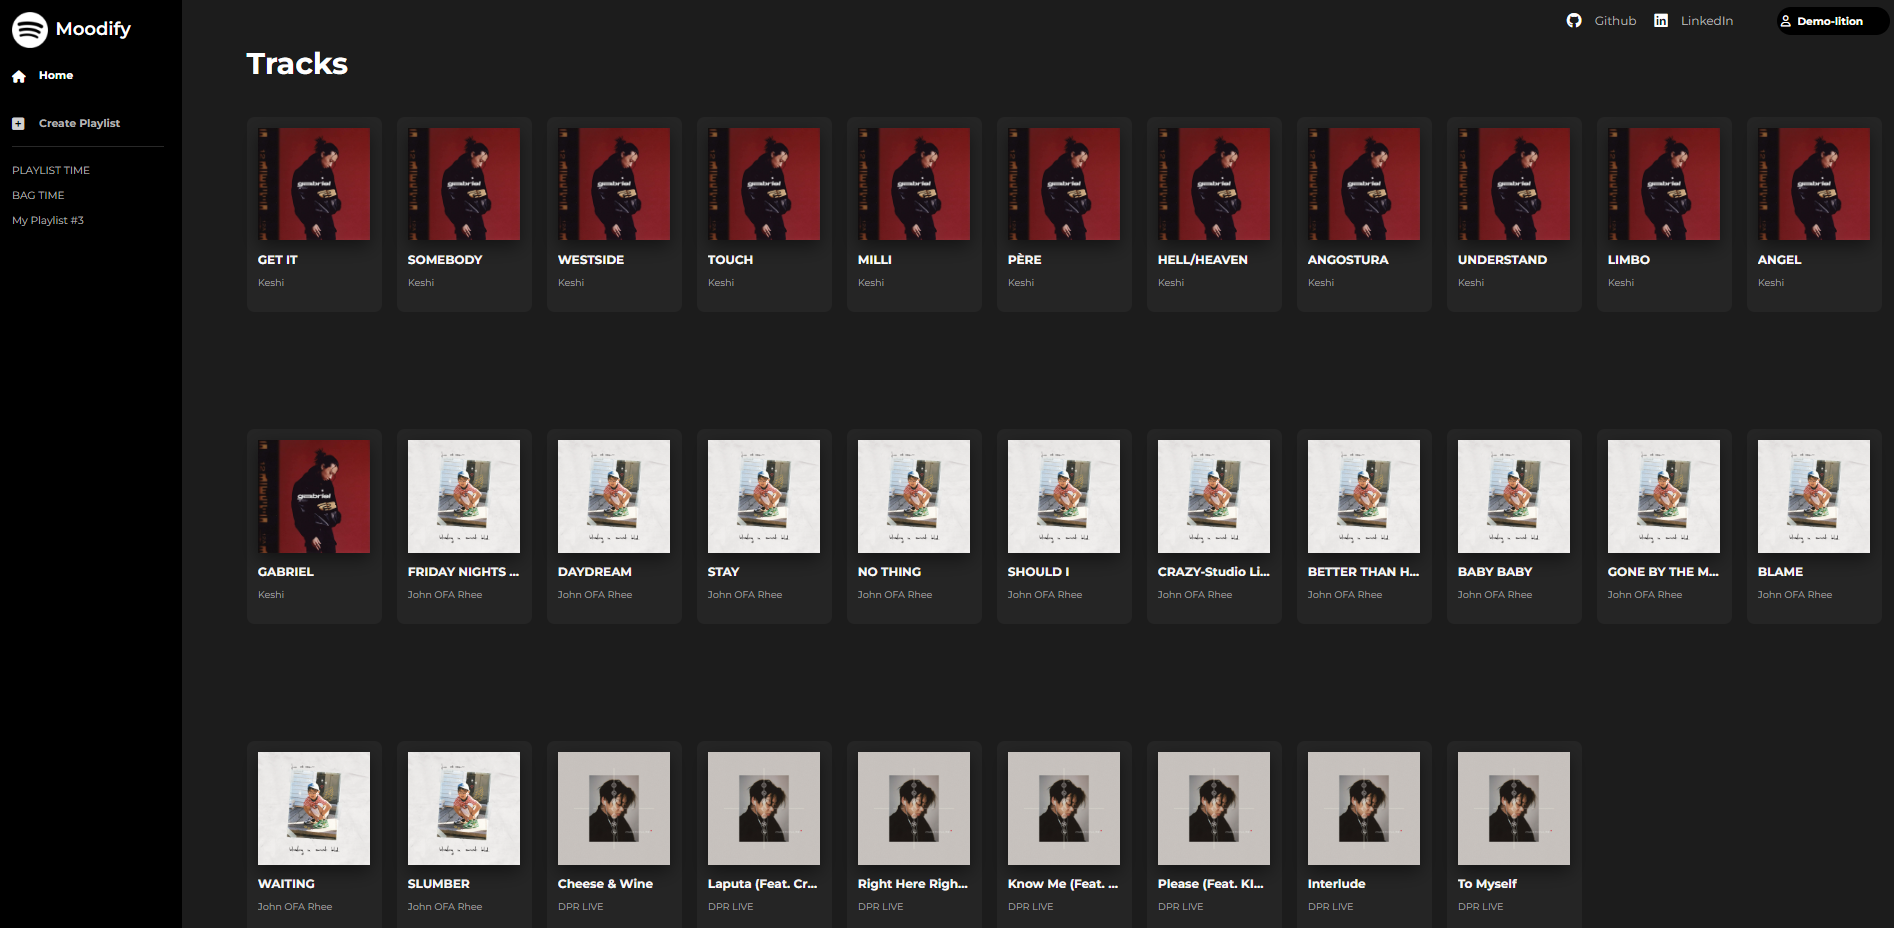 Moodify
Home
Create Playlist
PLAYLIST TIME
BAG TIME
My Playlist #3
Github LinkedIn Demo-lition
Tracks
GET IT SOMEBODY WESTSIDE TOUCH MILLI PÈRE HELL/HEAVEN ANGOSTURA UNDERSTAND LIMBO ANGEL
Keshi Keshi Keshi Keshi Keshi Keshi Keshi Keshi Keshi Keshi Keshi
GABRIEL FRIDAY NIGHTS ... DAYDREAM STAY NO THING SHOULD I CRAZY-Studio Li... BETTER THAN H... BABY BABY GONE BY THE M... BLAME
Keshi John OFA Rhee John OFA Rhee John OFA Rhee John OFA Rhee John OFA Rhee John OFA Rhee John OFA Rhee John OFA Rhee John OFA Rhee John OFA Rhee
WAITING SLUMBER Cheese & Wine Laputa (Feat. Cr... Right Here Righ... Know Me (Feat. ... Please (Feat. KI... Interlude To Myself
John OFA Rhee John OFA Rhee DPR LIVE DPR LIVE DPR LIVE DPR LIVE DPR LIVE DPR LIVE DPR LIVE